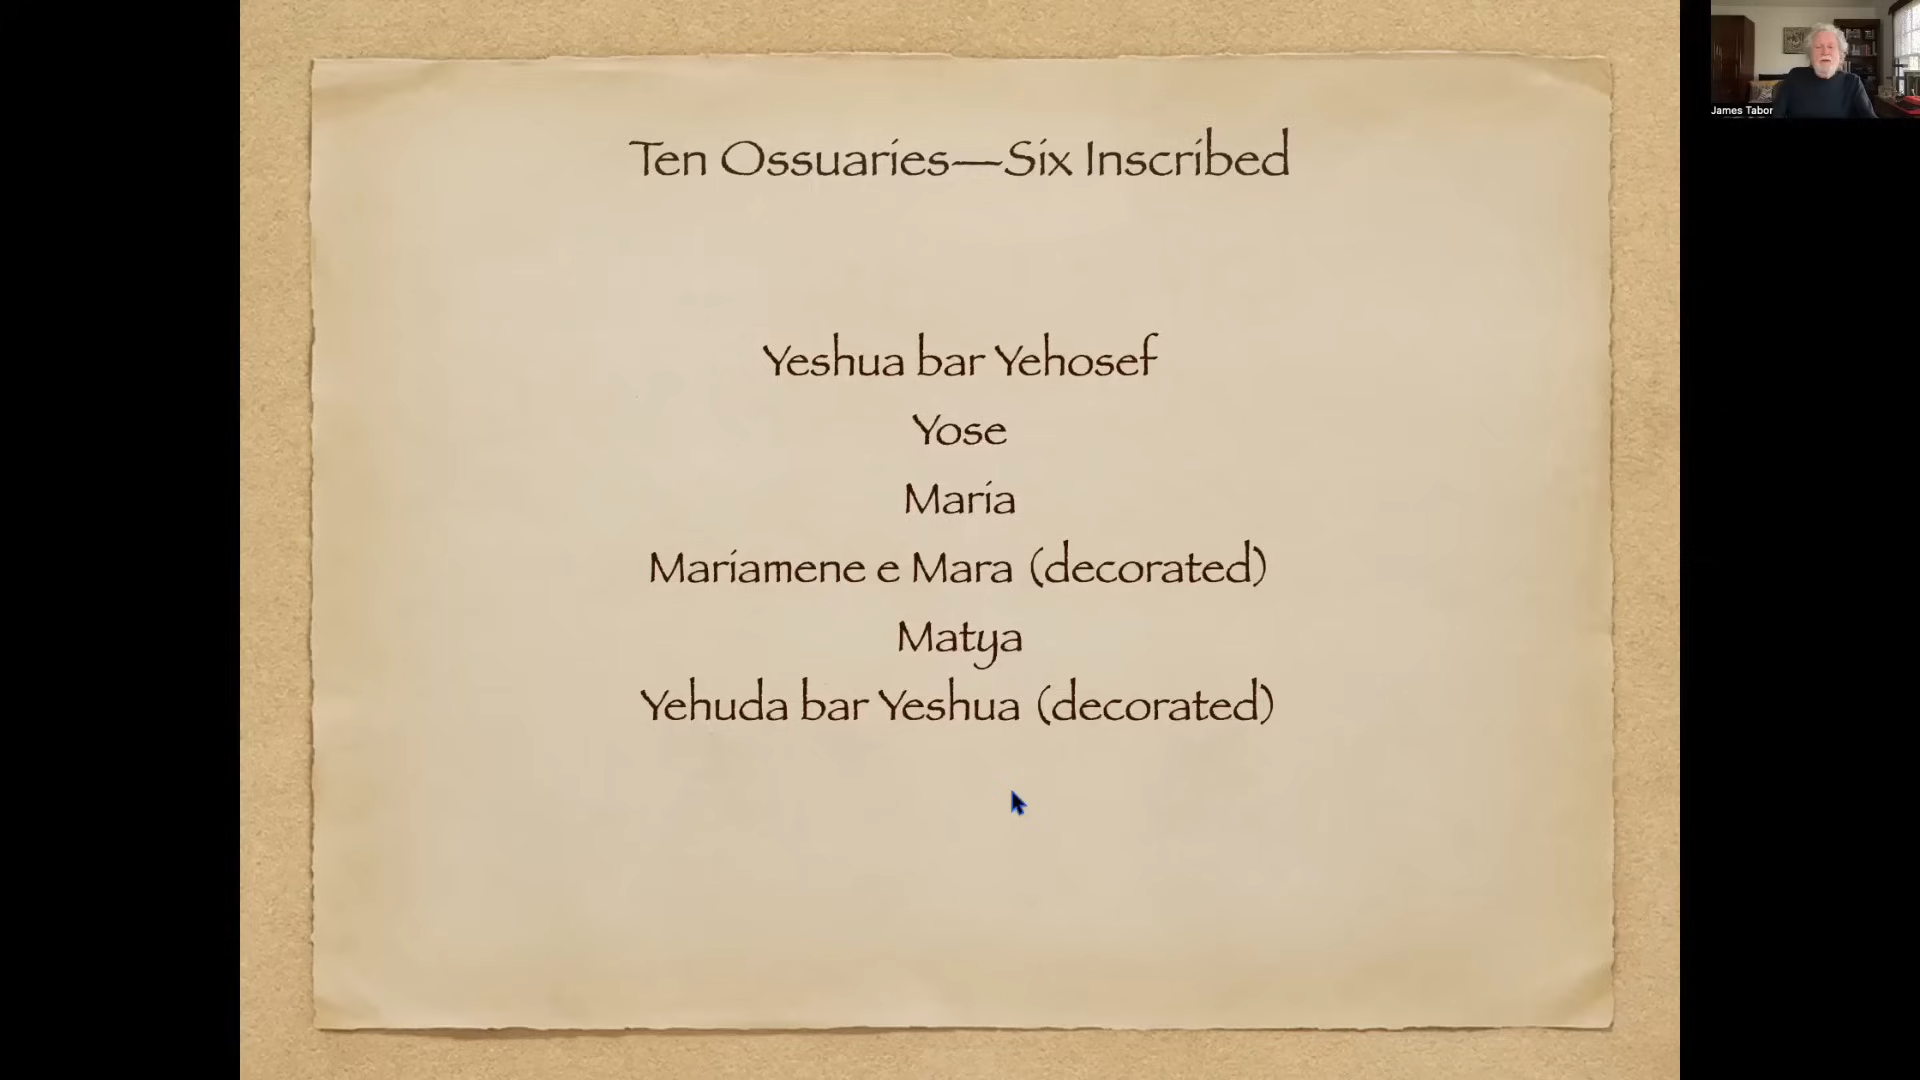 Ten Ossuaries—Six Inscribed
Yeshua bar Yehosef
Yose
Maria
Mariamene e Mara (decorated)
Matya
Yehuda bar Yeshua (decorated)
James Tabor